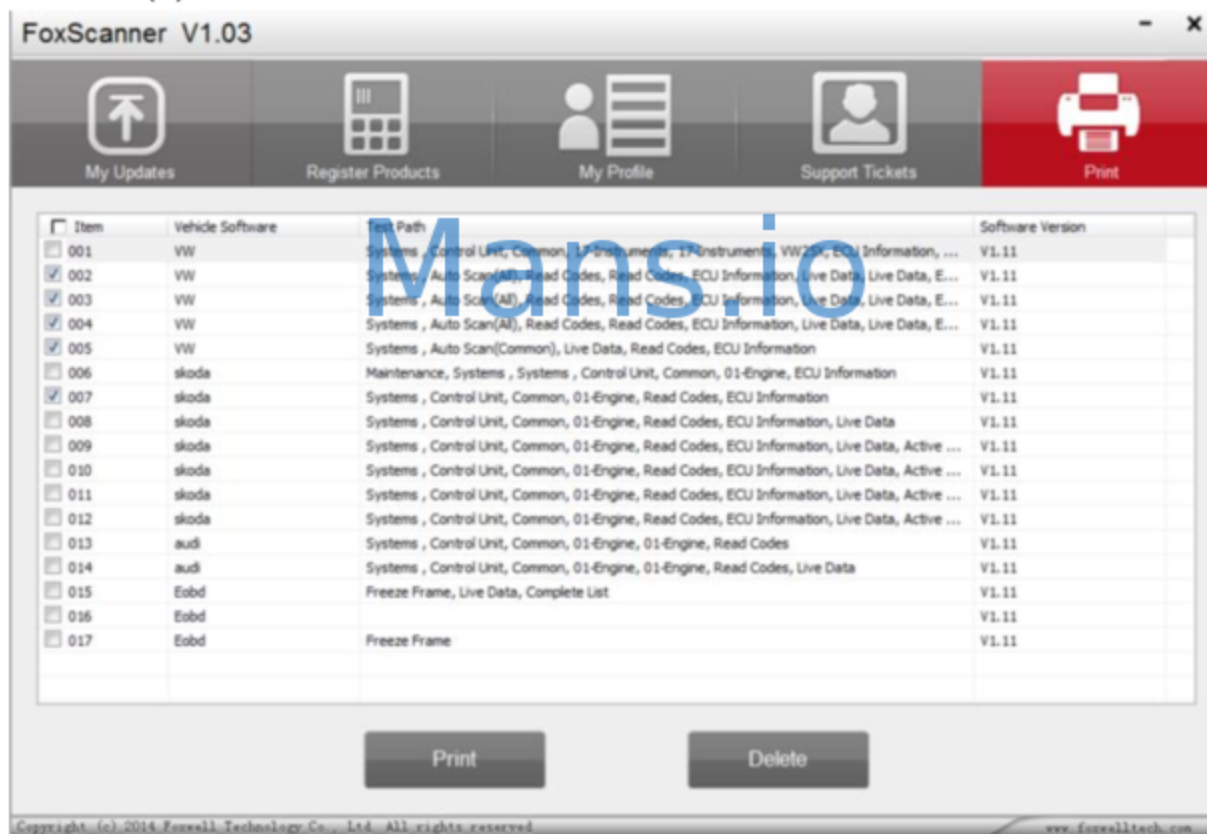 FoxScanner V1.03
My Updates Register Products My Profile Support Tickets Print
Item Vehicle Software Test Path Software Version
001 VW Systems , Control Unit, Common, 17-Instruments, 17-Instruments, VW25X, ECU Information, ... V1.11
002 VW Systems , Auto Scan(All), Read Codes, Read Codes, ECU Information, Live Data, Live Data, E... V1.11
003 VW Systems , Auto Scan(All), Read Codes, Read Codes, ECU Information, Live Data, Live Data, E... V1.11
004 VW Systems , Auto Scan(All), Read Codes, Read Codes, ECU Information, Live Data, Live Data, E... V1.11
005 VW Systems , Auto Scan(Common), Live Data, Read Codes, ECU Information V1.11
006 skoda Maintenance, Systems , Systems , Control Unit, Common, 01-Engine, ECU Information V1.11
007 skoda Systems , Control Unit, Common, 01-Engine, Read Codes, ECU Information V1.11
008 skoda Systems , Control Unit, Common, 01-Engine, Read Codes, ECU Information, Live Data V1.11
009 skoda Systems , Control Unit, Common, 01-Engine, Read Codes, ECU Information, Live Data, Active ... V1.11
010 skoda Systems , Control Unit, Common, 01-Engine, Read Codes, ECU Information, Live Data, Active ... V1.11
011 skoda Systems , Control Unit, Common, 01-Engine, Read Codes, ECU Information, Live Data, Active ... V1.11
012 skoda Systems , Control Unit, Common, 01-Engine, Read Codes, ECU Information, Live Data, Active ... V1.11
013 audi Systems , Control Unit, Common, 01-Engine, 01-Engine, Read Codes V1.11
014 audi Systems , Control Unit, Common, 01-Engine, 01-Engine, Read Codes, Live Data V1.11
015 Eobd Freeze Frame, Live Data, Complete List V1.11
016 Eobd V1.11
017 Eobd Freeze Frame V1.11
Mans.io
Print Delete
Copyright (c) 2014 Foxwell Technology Co., Ltd. All rights reserved www.foxwelltech.com